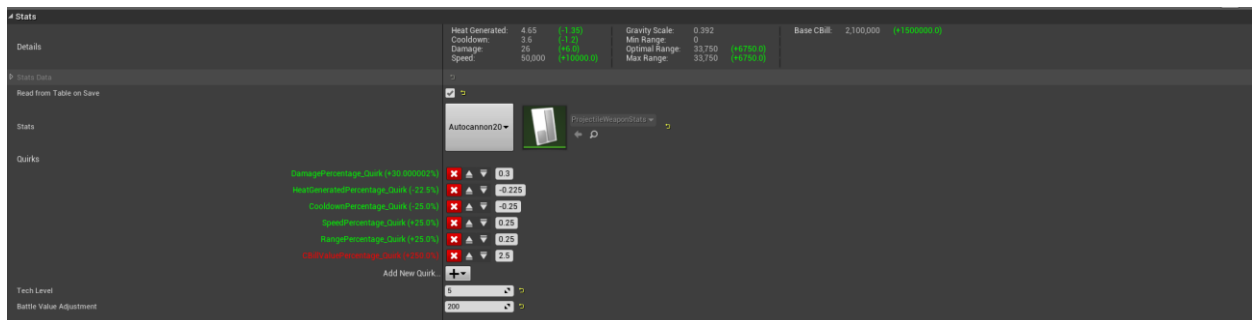 Stats
Details
Heat Generated: 4.65 (-1.35)
Cooldown: 3.6 (-1.2)
Damage: 26 (+6.0)
Speed: 50,000 (+10000.0)
Gravity Scale: 0.392
Min Range: 0
Optimal Range: 33,750 (+6750.0)
Max Range: 33,750 (+6750.0)
Base CBill: 2,100,000 (+1500000.0)
Stats Data
Read from Table on Save
Stats
Autocannon20
ProjectileWeaponStats
Quirks
DamagePercentage_Quirk (+30.000002%) 0.3
HeatGeneratedPercentage_Quirk (-22.5%) -0.225
CooldownPercentage_Quirk (-25.0%) -0.25
SpeedPercentage_Quirk (+25.0%) 0.25
RangePercentage_Quirk (+25.0%) 0.25
2.5
Add New Quirk...
Tech Level 5
Battle Value Adjustment 200